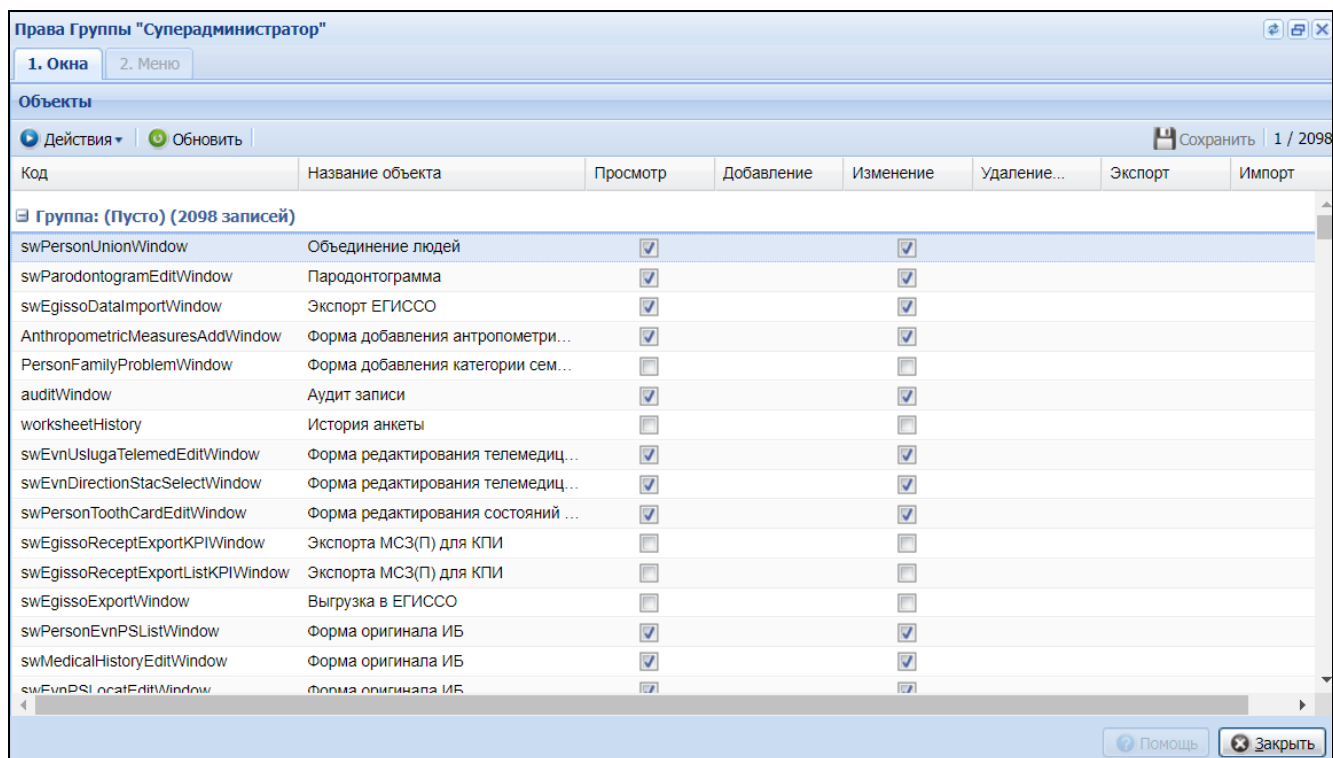 Права Группы "Суперадминистратор"
1. Окна 2. Меню
Объекты
Действия Обновить Сохранить 1 / 2098
Код Название объекта Просмотр Добавление Изменение Удаление... Экспорт Импорт
Группа: (Пусто) (2098 записей)
swPersonUnionWindow Объединение людей
swParodontogramEditWindow Пародонтограмма
swEgissoDataImportWindow Экспорт ЕГИССО
AnthropometricMeasuresAddWindow Форма добавления антропометри...
PersonFamilyProblemWindow Форма добавления категории сем...
auditWindow Аудит записи
worksheetHistory История анкеты
swEvnUslugaTelemedEditWindow Форма редактирования телемедиц...
swEvnDirectionStacSelectWindow Форма редактирования телемедиц...
swPersonToothCardEditWindow Форма редактирования состояний ...
swEgissoReceptExportKPIWindow Экспорта МСЗ(П) для КПИ
swEgissoReceptExportListKPIWindow Экспорта МСЗ(П) для КПИ
swEgissoExportWindow Выгрузка в ЕГИССО
swPersonEvnPSListWindow Форма оригинала ИБ
swMedicalHistoryEditWindow Форма оригинала ИБ
swEvnPSLocatEditWindow Форма оригинала ИБ
Помощь Закрыть